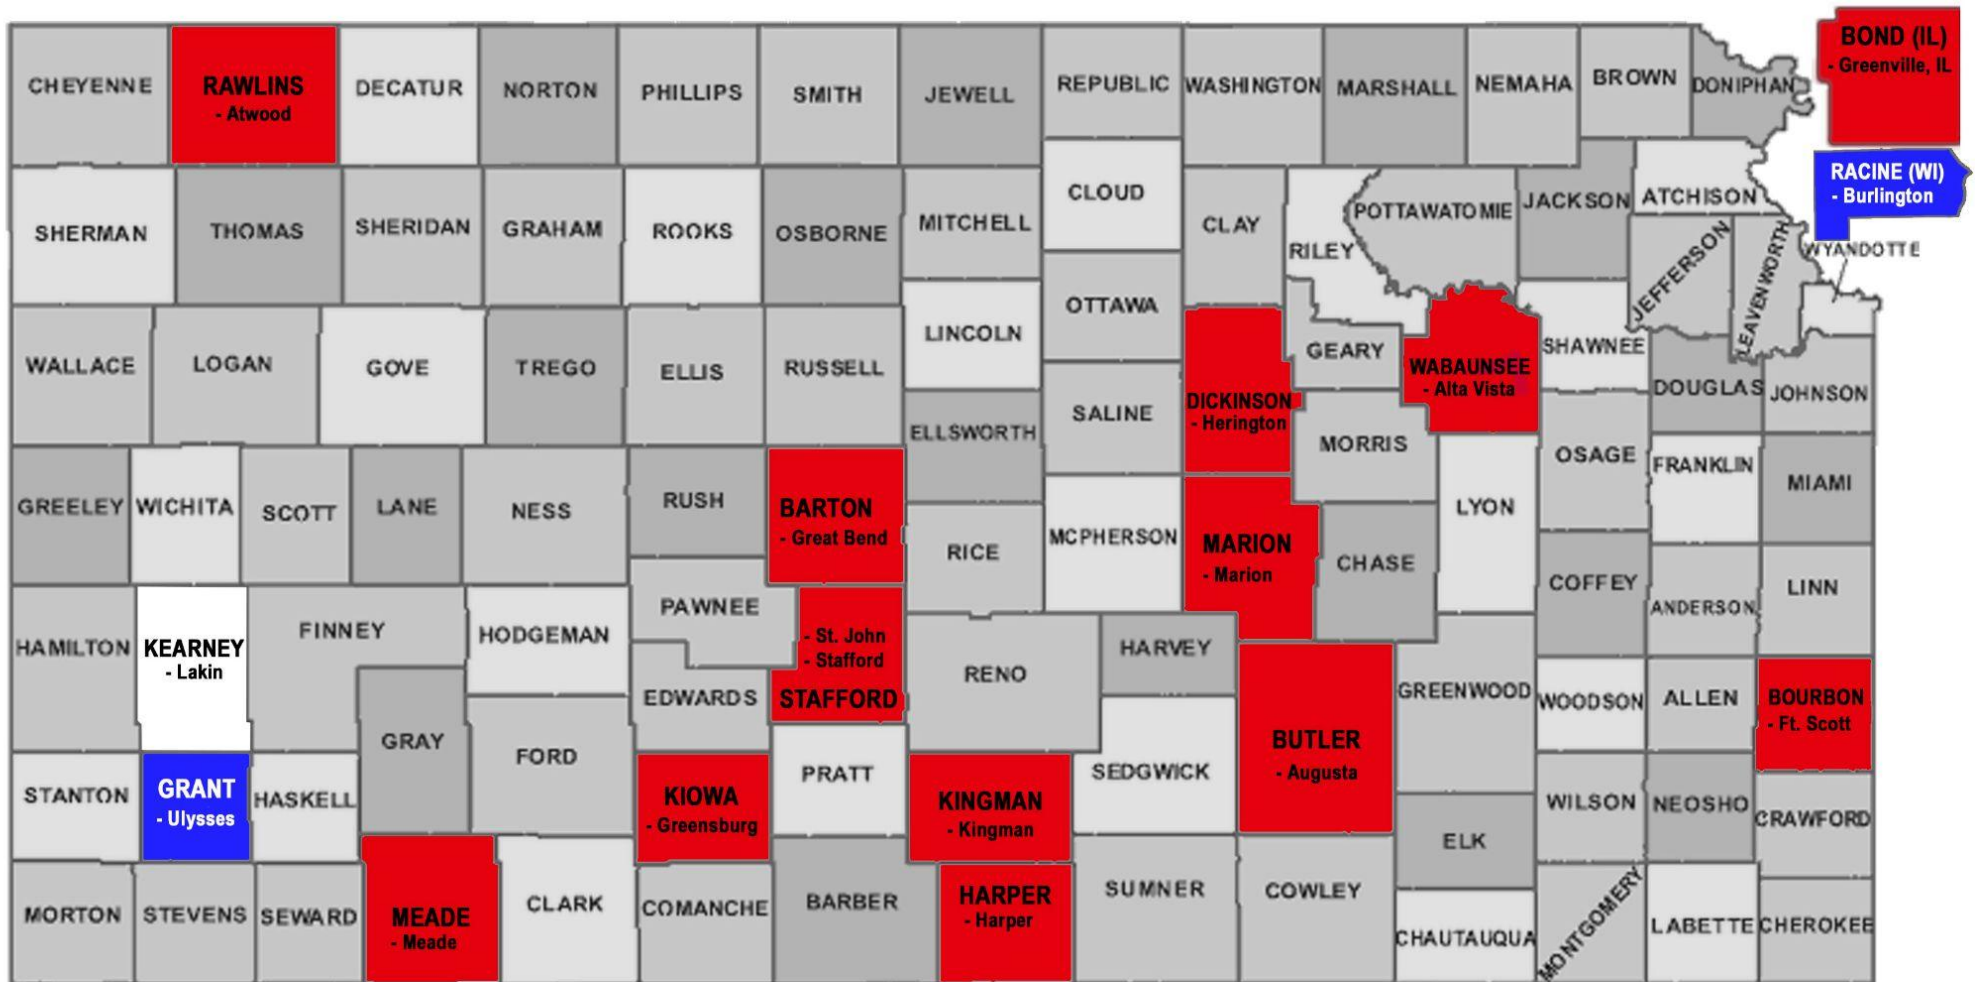 CHEYENNE
RAWLINS
- Atwood
DECATUR
NORTON
PHILLIPS
SMITH
JEWELL
REPUBLIC
WASHINGTON
MARSHALL
NEMAHA
BROWN
DONIPHAN
BOND (IL)
- Greenville, IL
RACINE (WI)
- Burlington
SHERMAN
THOMAS
SHERIDAN
GRAHAM
ROOKS
OSBORNE
MITCHELL
CLOUD
CLAY
RILEY
POTTAWATOMIE
JACKSON
ATCHISON
JEFFERSON
LEAVENWORTH
WYANDOTTE
WALLACE
LOGAN
GOVE
TREGO
ELLIS
RUSSELL
LINCOLN
OTTAWA
DICKINSON
- Herington
GEARY
WABAUNSEE
- Alta Vista
SHAWNEE
DOUGLAS
JOHNSON
ELLSWORTH
SALINE
MORRIS
OSAGE
FRANKLIN
MIAMI
GREELEY
WICHITA
SCOTT
LANE
NESS
RUSH
BARTON
- Great Bend
RICE
MCPHERSON
MARION
- Marion
CHASE
LYON
COFFEY
ANDERSON
LINN
HAMILTON
KEARNEY
- Lakin
FINNEY
HODGEMAN
PAWNEE
- St. John
- Stafford
STAFFORD
EDWARDS
RENO
HARVEY
BUTLER
- Augusta
GREENWOOD
WOODSON
ALLEN
BOURBON
- Ft. Scott
STANTON
GRANT
- Ulysses
HASKELL
GRAY
FORD
KIOWA
- Greensburg
PRATT
KINGMAN
- Kingman
SEDGWICK
ELK
WILSON
NEOSHO
CRAWFORD
MORTON
STEVENS
SEWARD
MEADE
- Meade
CLARK
COMANCHE
BARBER
HARPER
- Harper
SUMNER
COWLEY
CHAUTAUQUA
MONTGOMERY
LABETTE
CHEROKEE